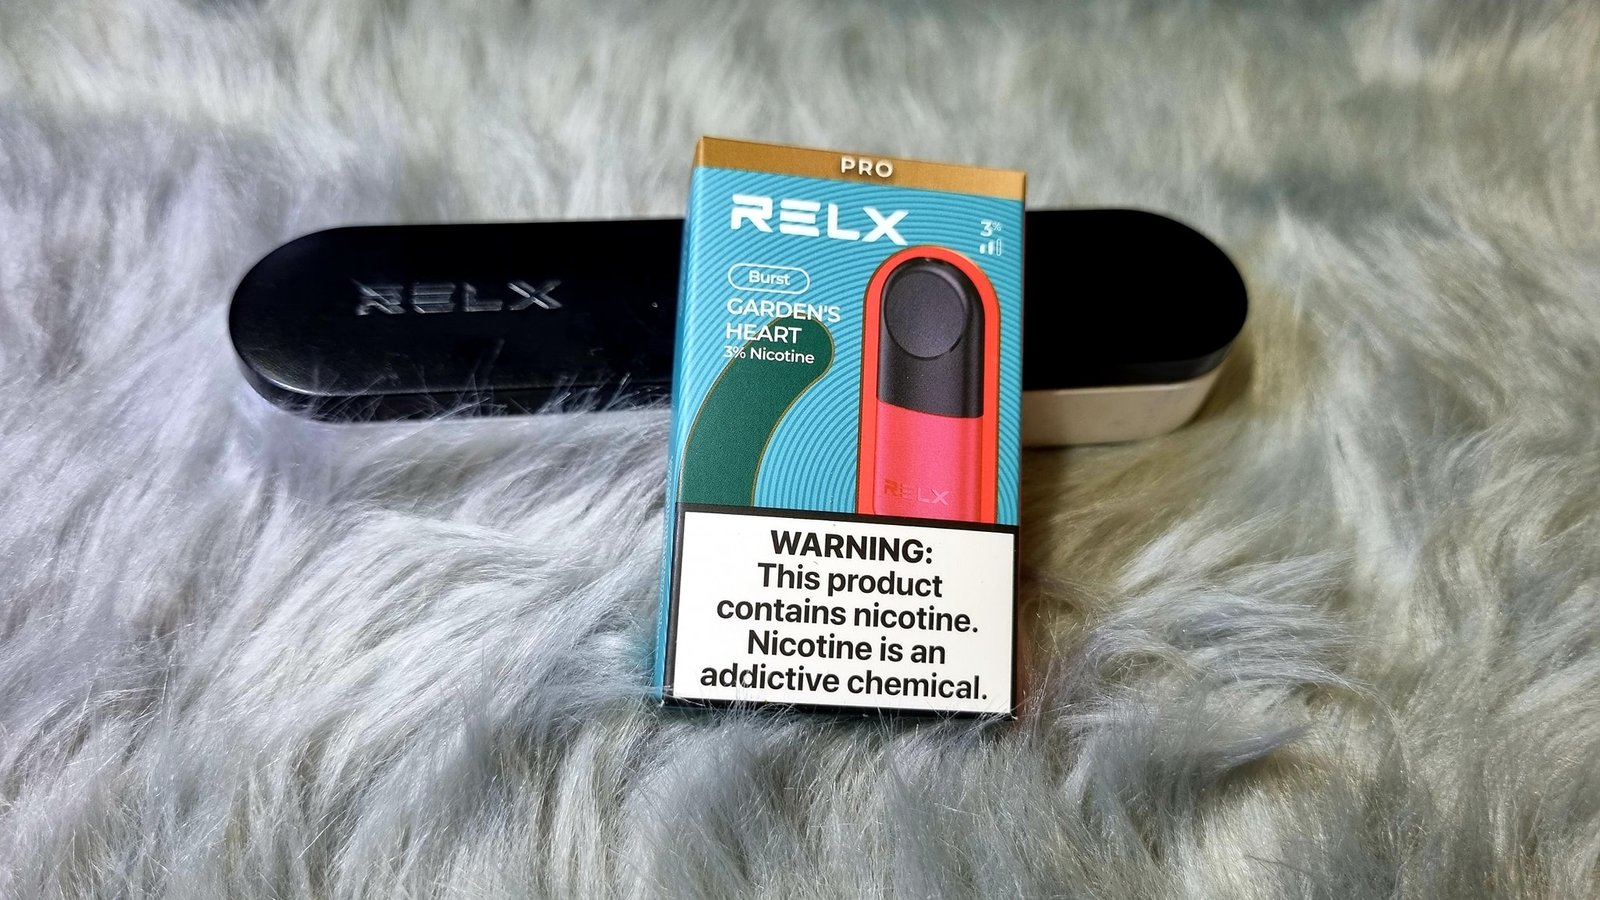 PRO
RELX
3%
Burst
GARDEN'S
HEART
3% Nicotine
RELX
WARNING:
This product
contains nicotine.
Nicotine is an
addictive chemical.
RELX